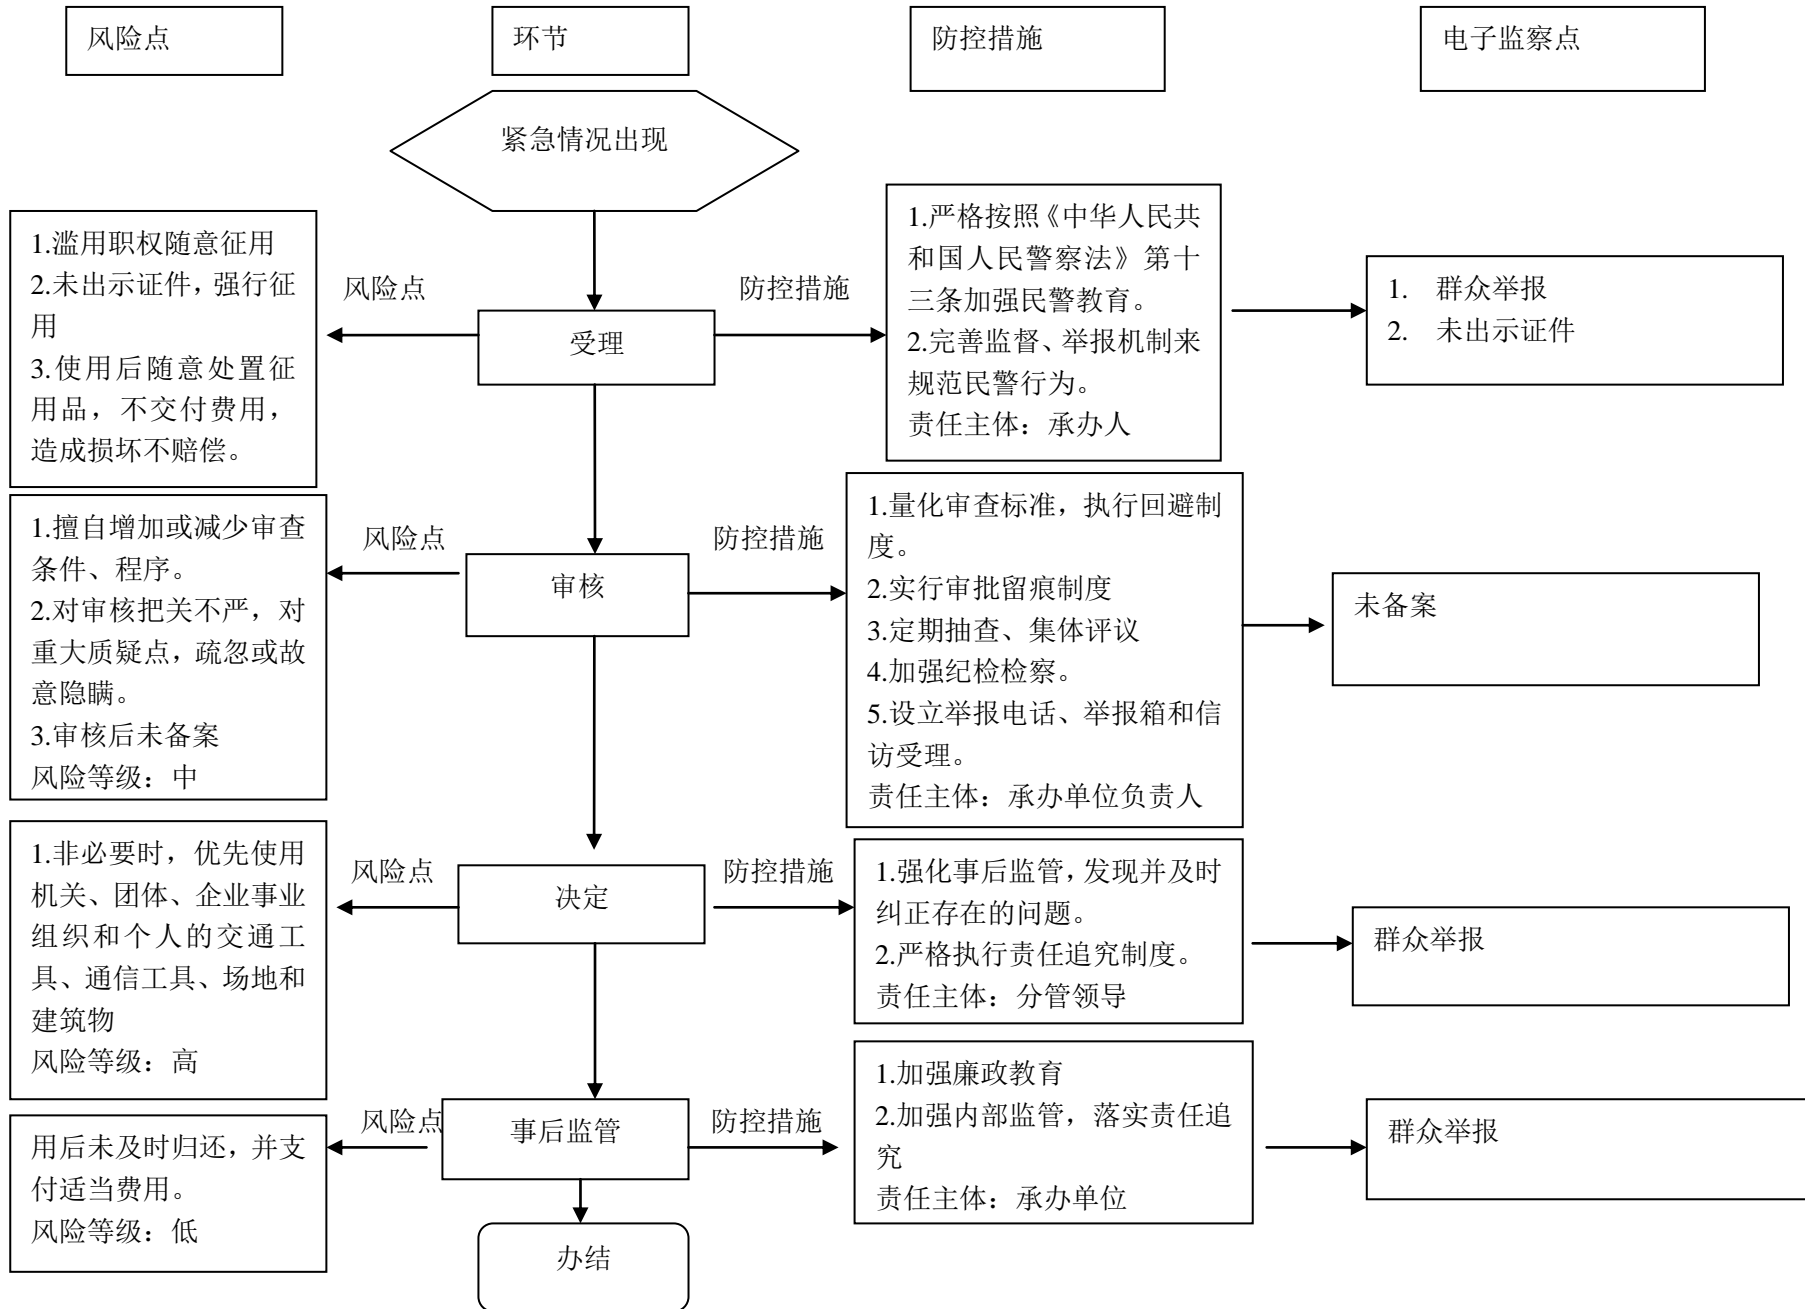 风险点
环节
防控措施
电子监察点
紧急情况出现
1.滥用职权随意征用
2.未出示证件，强行征
用
3.使用后随意处置征
用品，不交付费用，
造成损坏不赔偿。
风险点
受理
防控措施
1.严格按照《中华人民共
和国人民警察法》第十
三条加强民警教育。
2.完善监督、举报机制来
规范民警行为。
责任主体：承办人
1. 群众举报
2. 未出示证件
1.擅自增加或减少审查
条件、程序。
2.对审核把关不严，对
重大质疑点，疏忽或故
意隐瞒。
3.审核后未备案
风险等级：中
风险点
审核
防控措施
1.量化审查标准，执行回避制
度。
2.实行审批留痕制度
3.定期抽查、集体评议
4.加强纪检检察。
5.设立举报电话、举报箱和信
访受理。
责任主体：承办单位负责人
未备案
1.非必要时，优先使用
机关、团体、企业事业
组织和个人的交通工
具、通信工具、场地和
建筑物
风险等级：高
风险点
决定
防控措施
1.强化事后监管，发现并及时
纠正存在的问题。
2.严格执行责任追究制度。
责任主体：分管领导
群众举报
用后未及时归还，并支
付适当费用。
风险等级：低
风险点
事后监管
防控措施
1.加强廉政教育
2.加强内部监管，落实责任追
究
责任主体：承办单位
群众举报
办结